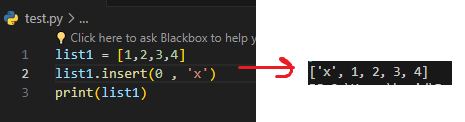 test.py > ...
Click here to ask Blackbox to help
1 list1 = [1,2,3,4]
2 list1.insert(0 , 'x')
3 print(list1)
['x', 1, 2, 3, 4]